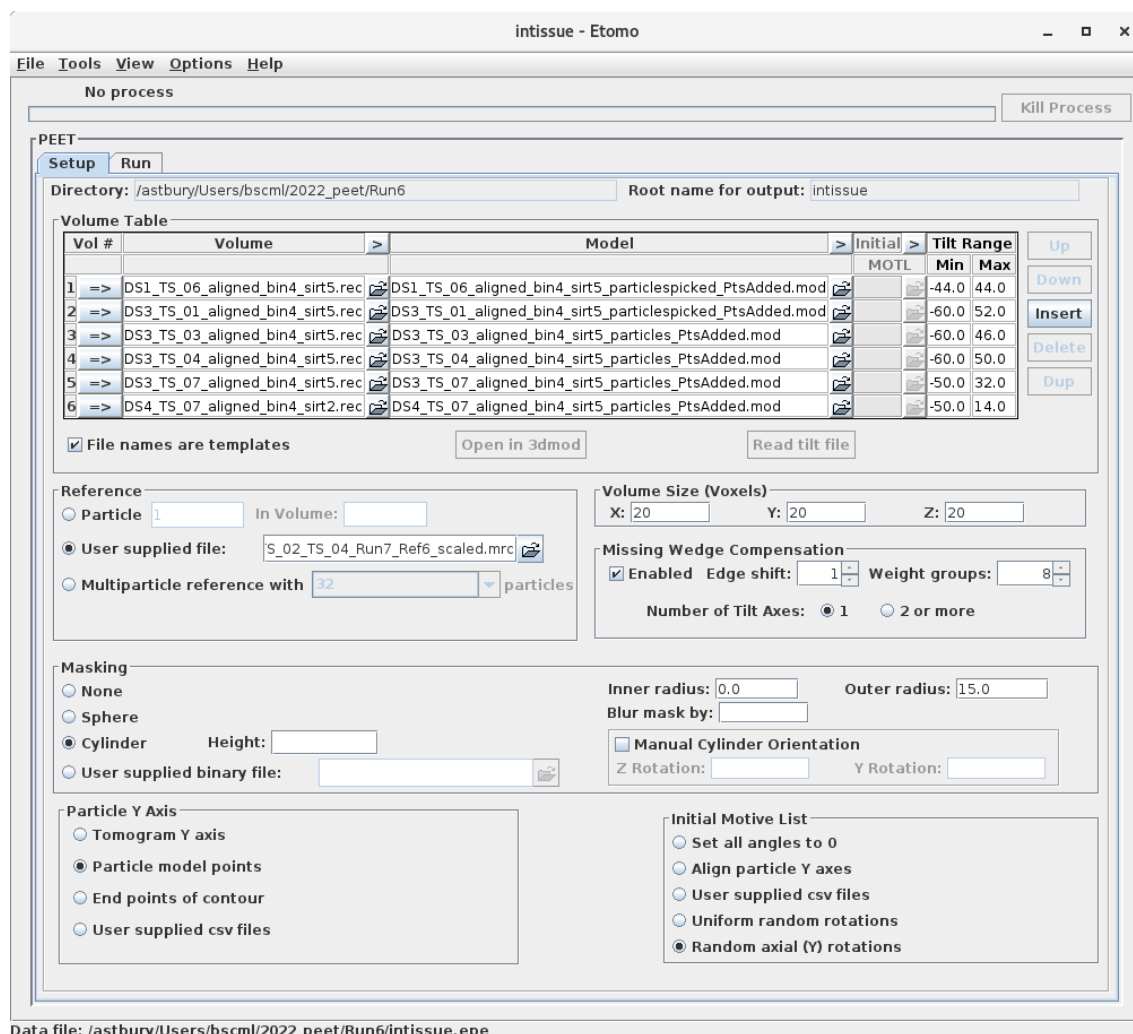 intissue - Etomo
File Tools View Options Help
No process
Kill Process
PEET
Setup Run
Directory: /astbury/Users/bscml/2022_peet/Run6 Root name for output: intissue
Volume Table
Vol # Volume > Model > Initial > Tilt Range Up
MOTL Min Max
Down
1 => DS1_TS_06_aligned_bin4_sirt5.rec DS1_TS_06_aligned_bin4_sirt5_particlespicked_PtsAdded.mod -44.0 44.0
2 => DS3_TS_01_aligned_bin4_sirt5.rec DS3_TS_01_aligned_bin4_sirt5_particlespicked_PtsAdded.mod -60.0 52.0 Insert
3 => DS3_TS_03_aligned_bin4_sirt5.rec DS3_TS_03_aligned_bin4_sirt5_particles_PtsAdded.mod -60.0 46.0
Delete
4 => DS3_TS_04_aligned_bin4_sirt5.rec DS3_TS_04_aligned_bin4_sirt5_particles_PtsAdded.mod -60.0 50.0
5 => DS3_TS_07_aligned_bin4_sirt5.rec DS3_TS_07_aligned_bin4_sirt5_particles_PtsAdded.mod -50.0 32.0 Dup
6 => DS4_TS_07_aligned_bin4_sirt2.rec DS4_TS_07_aligned_bin4_sirt5_particles_PtsAdded.mod -50.0 14.0
File names are templates Open in 3dmod Read tilt file
Reference
Particle 1 In Volume:
User supplied file: S_02_TS_04_Run7_Ref6_scaled.mrc
Multiparticle reference with 32 particles
Volume Size (Voxels)
X: 20 Y: 20 Z: 20
Missing Wedge Compensation
Enabled Edge shift: 1 Weight groups: 8
Number of Tilt Axes: 1 2 or more
Masking
None
Sphere
Cylinder Height:
User supplied binary file:
Inner radius: 0.0 Outer radius: 15.0
Blur mask by:
Manual Cylinder Orientation
Z Rotation: Y Rotation:
Particle Y Axis
Tomogram Y axis
Particle model points
End points of contour
User supplied csv files
Initial Motive List
Set all angles to 0
Align particle Y axes
User supplied csv files
Uniform random rotations
Random axial (Y) rotations
Data file: /astbury/Users/bscml/2022_peet/Run6/intissue.epe